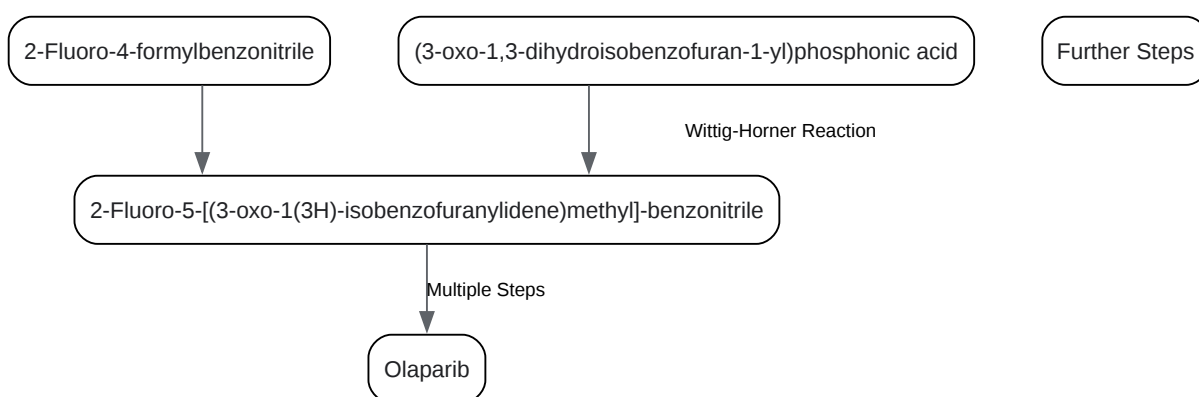 2-Fluoro-4-formylbenzonitrile
(3-oxo-1,3-dihydroisobenzofuran-1-yl)phosphonic acid
Further Steps
Wittig-Horner Reaction
2-Fluoro-5-[(3-oxo-1(3H)-isobenzofuranylidene)methyl]-benzonitrile
Multiple Steps
Olaparib